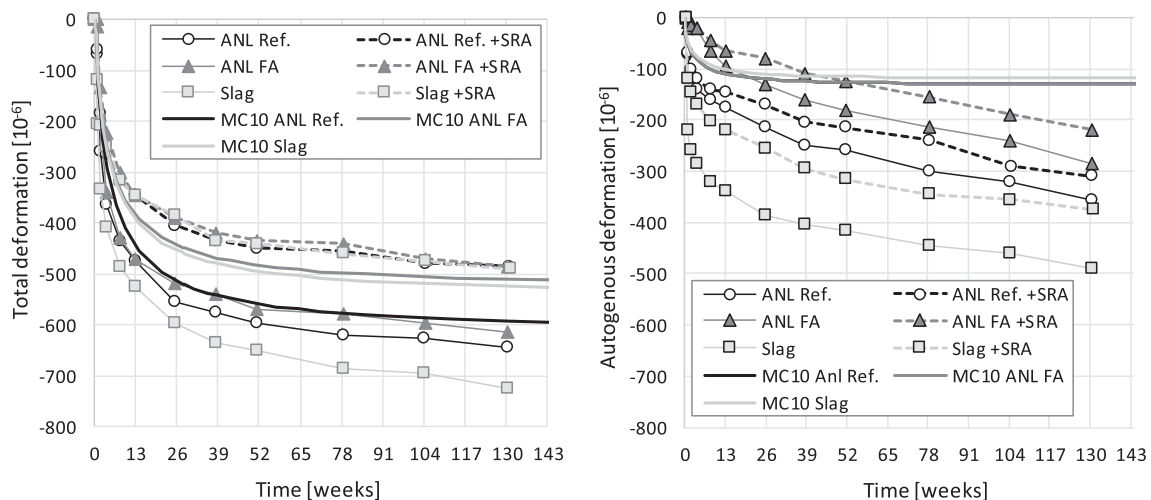 0
-100
-200
-300
-400
-500
-600
-700
-800
Total deformation [10⁻⁶]
ANL Ref. ANL Ref. +SRA
ANL FA ANL FA +SRA
Slag Slag +SRA
MC10 ANL Ref. MC10 ANL FA
MC10 Slag
0 13 26 39 52 65 78 91 104 117 130 143
Time [weeks]
0
-100
-200
-300
-400
-500
-600
-700
-800
Autogenous deformation [10⁻⁶]
ANL Ref. ANL Ref. +SRA
ANL FA ANL FA +SRA
Slag Slag +SRA
MC10 Anl Ref. MC10 ANL FA
MC10 Slag
0 13 26 39 52 65 78 91 104 117 130 143
Time [weeks]